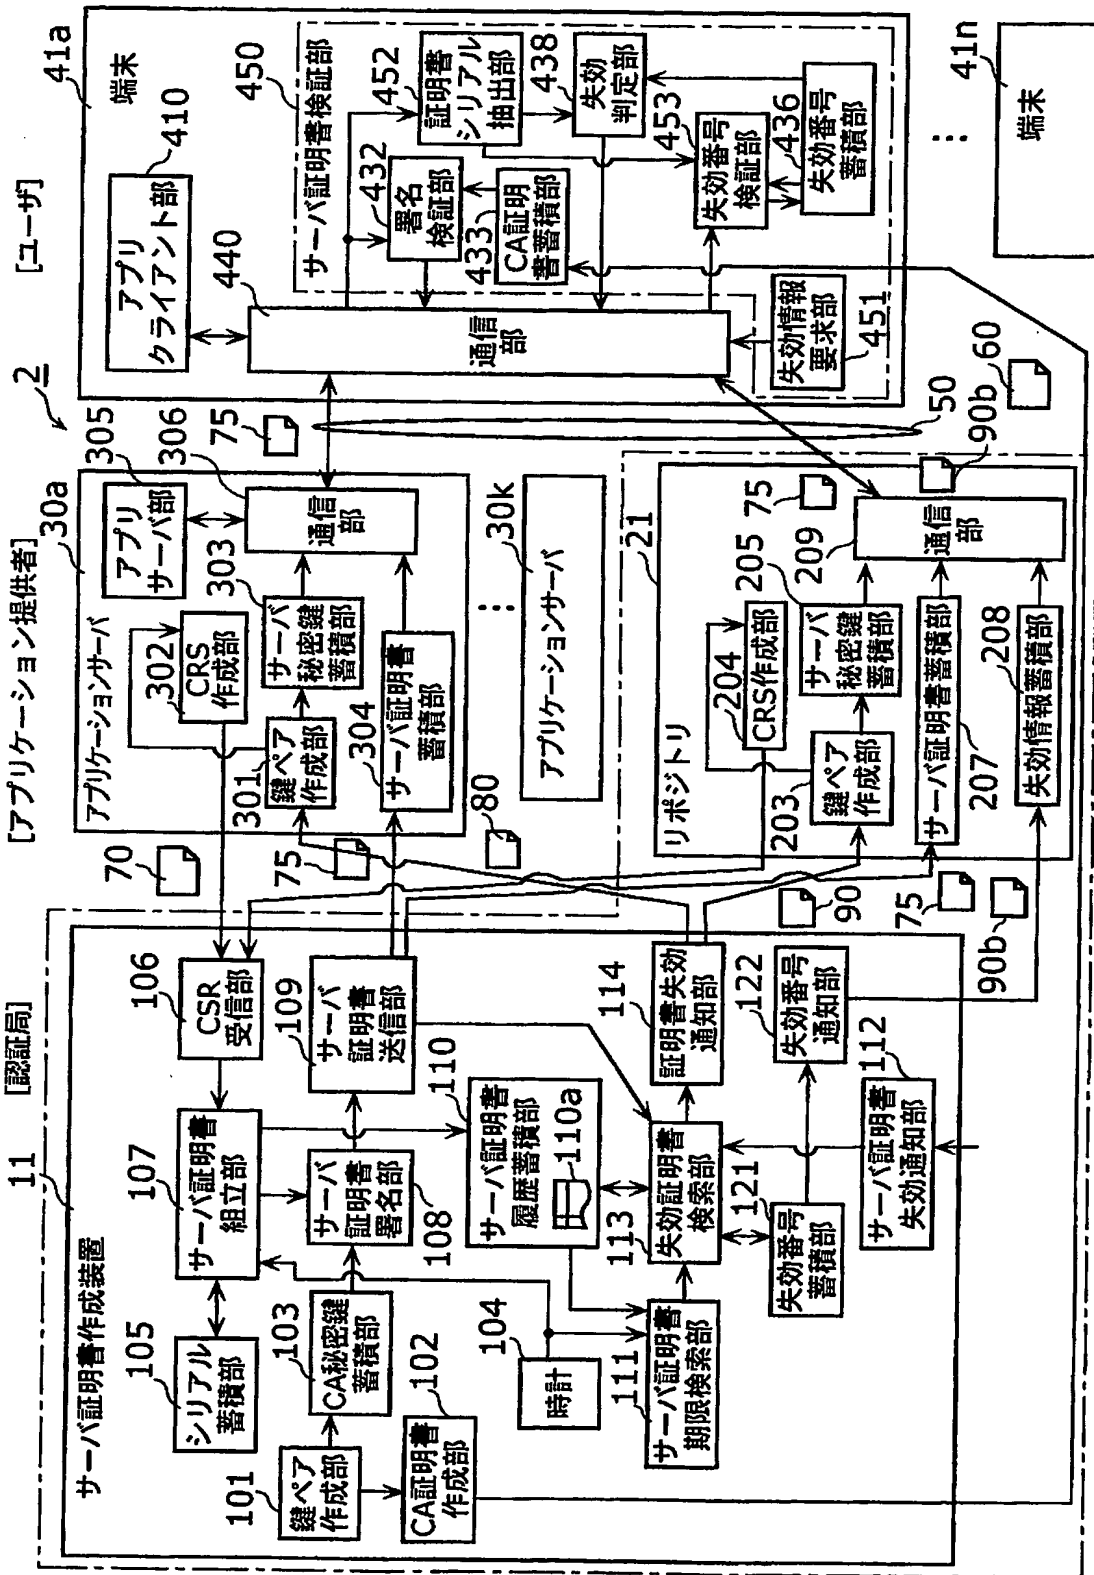 2
[認証局]
[アプリケーション提供者]
[ユーザ]
11
サーバ証明書作成装置
101
鍵ペア
作成部
102
CA証明書
作成部
103
CA秘密鍵
蓄積部
104
時計
105
シリアル
蓄積部
106
CSR
受信部
107
サーバ証明書
組立部
108
サーバ
証明書
署名部
109
サーバ
証明書
送信部
110
サーバ証明書
履歴蓄積部
110a
111
サーバ証明書
期限検索部
112
サーバ証明書
失効通知部
113
失効証明書
検索部
114
証明書失効
通知部
121
失効番号
蓄積部
122
失効番号
通知部
70
75
80
90
75
90b
30a
アプリケーションサーバ
301
鍵ペア
作成部
302
CRS
作成部
303
サーバ
秘密鍵
蓄積部
304
サーバ証明書
蓄積部
305
アプリ
サーバ部
306
通信
部
30k
アプリケーションサーバ
21
リポジトリ
203
鍵ペア
作成部
204
CRS作成部
205
サーバ
秘密鍵
蓄積部
207
サーバ証明書蓄積部
208
失効情報蓄積部
209
通信
部
75
75
90b
50
60
41a
端末
410
アプリ
クライアント部
440
通信
部
450
サーバ証明書検証部
432
署名
検証部
433
CA証明
書蓄積部
452
証明書
シリアル
抽出部
438
失効
判定部
453
失効番号
検証部
436
失効番号
蓄積部
451
失効情報
要求部
41n
端末